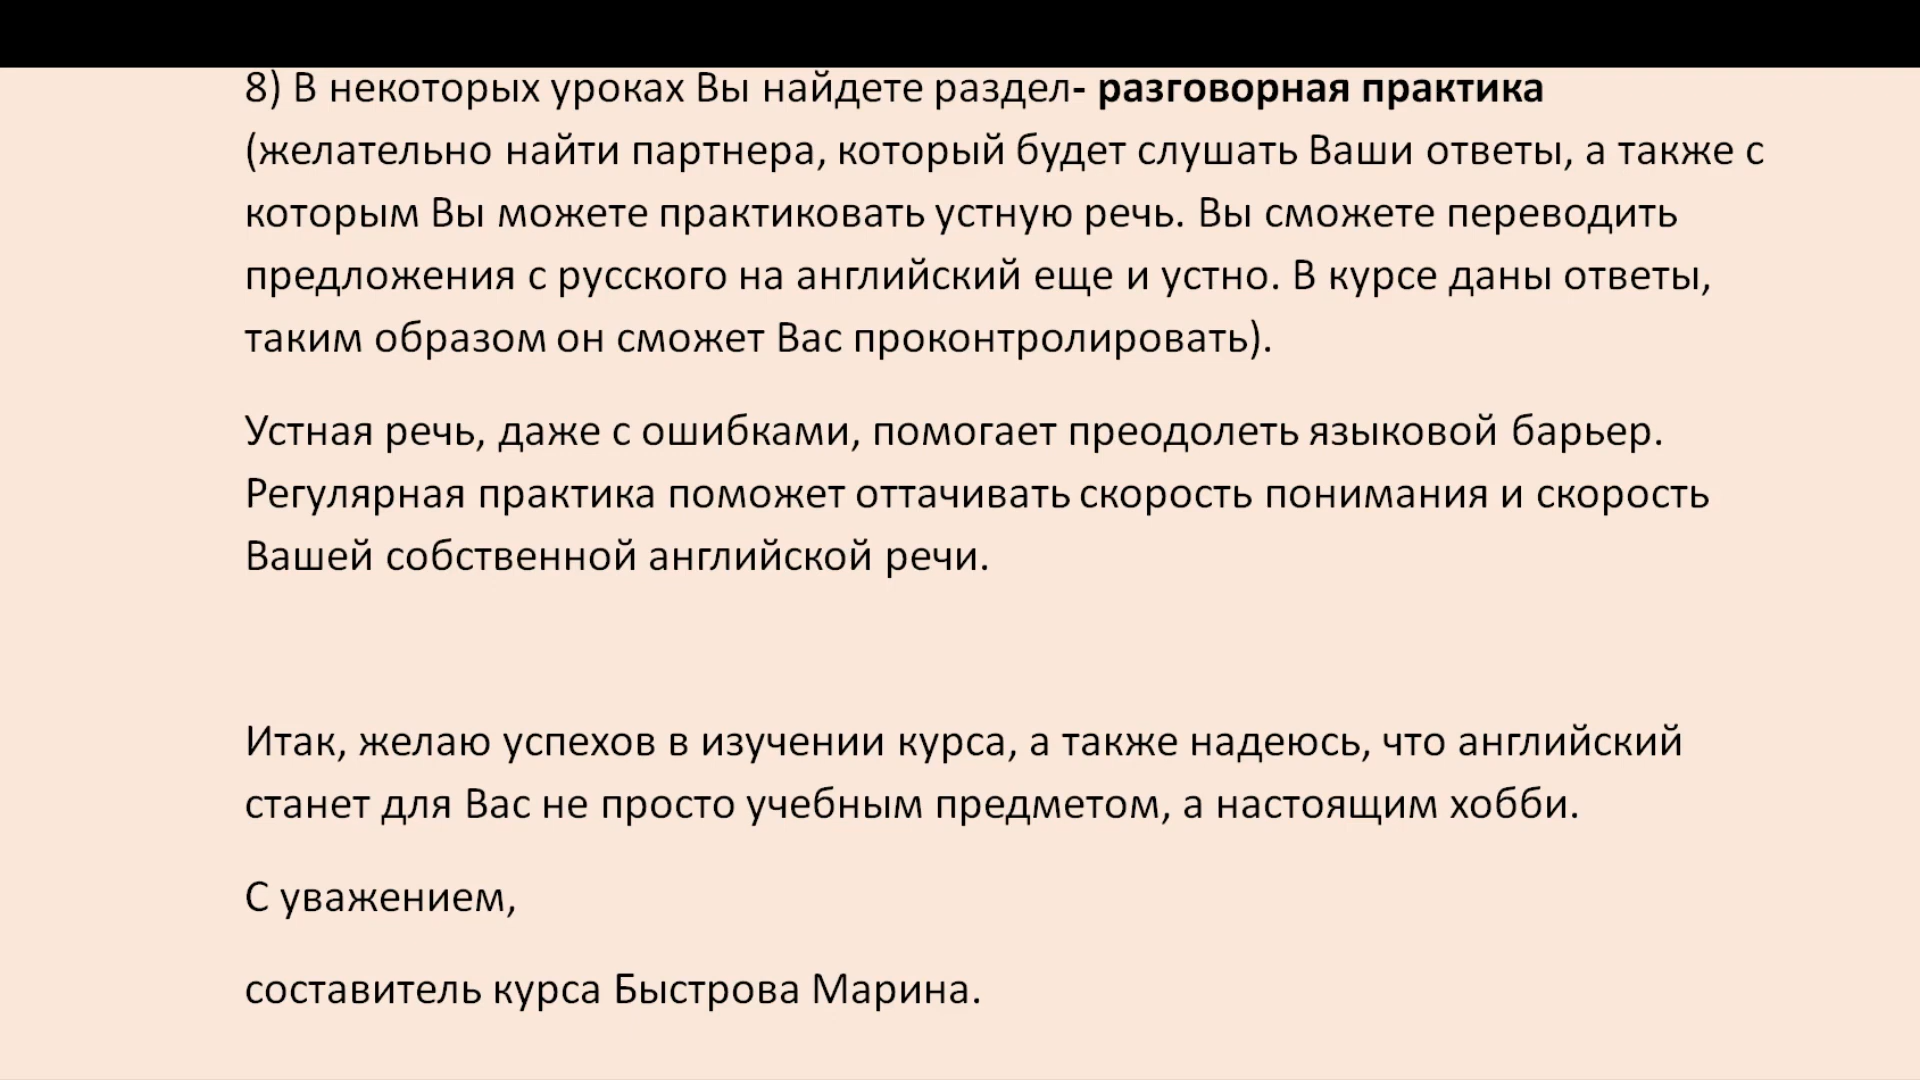 8) В некоторых уроках Вы найдете раздел- разговорная практика
(желательно найти партнера, который будет слушать Ваши ответы, а также с
которым Вы можете практиковать устную речь. Вы сможете переводить
предложения с русского на английский еще и устно. В курсе даны ответы,
таким образом он сможет Вас проконтролировать).
Устная речь, даже с ошибками, помогает преодолеть языковой барьер.
Регулярная практика поможет оттачивать скорость понимания и скорость
Вашей собственной английской речи.
Итак, желаю успехов в изучении курса, а также надеюсь, что английский
станет для Вас не просто учебным предметом, а настоящим хобби.
С уважением,
составитель курса Быстрова Марина.